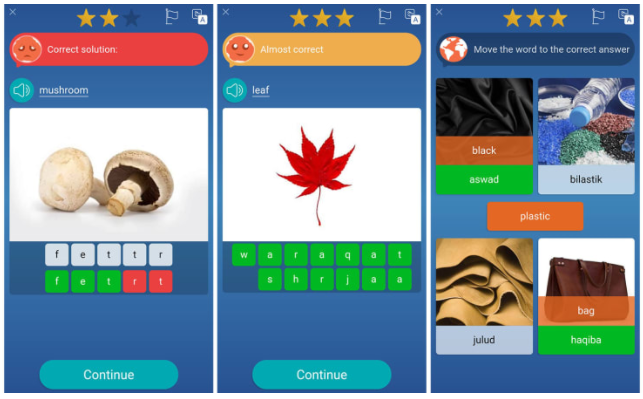 Correct solution:
mushroom
f e t t r
f e t r t
Continue
Almost correct
leaf
w a r a q a t
s h r j a a
Continue
Move the word to the correct answer
black
aswad
bilastik
plastic
julud
bag
haqiba